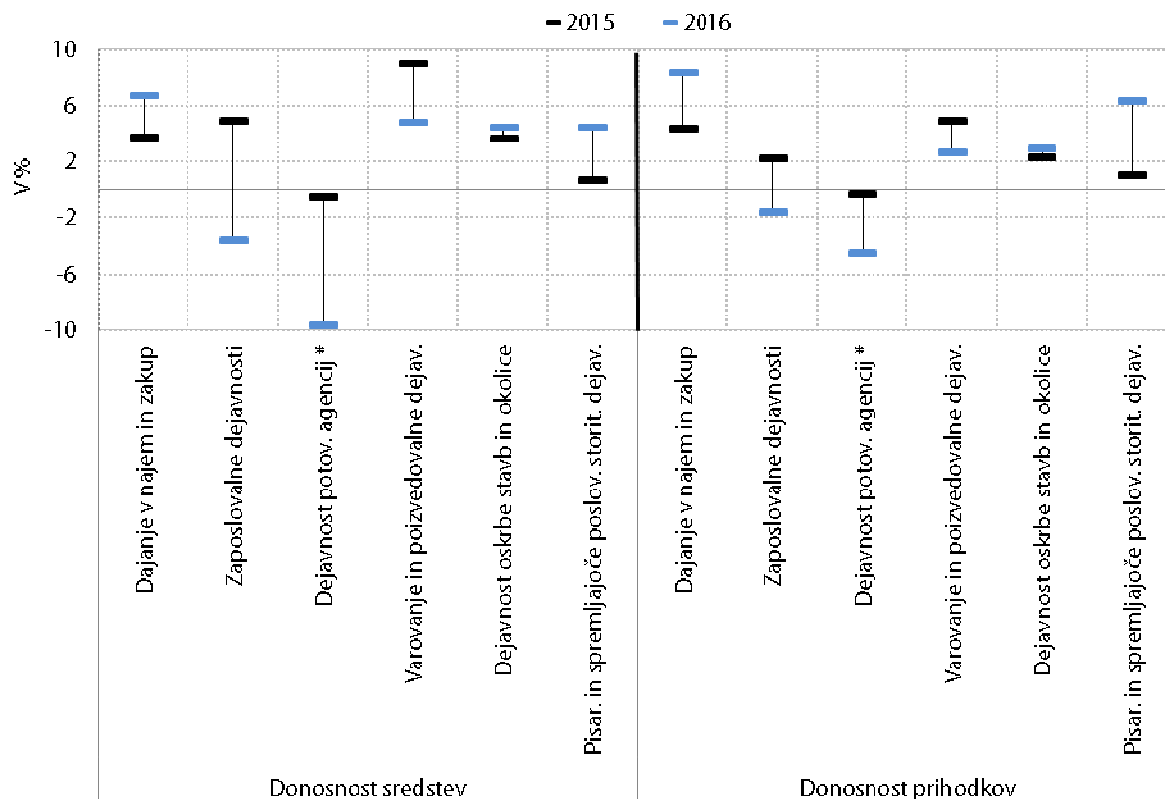 2015 2016
10
6
2
-2
-6
-10
V %
Dajanje v najem in zakup
Zaposlovalne dejavnosti
Dejavnost potov. agencij *
Varovanje in poizvedovalne dejav.
Dejavnost oskrbe stavb in okolice
Pisar. in spremljajoče poslov. storit. dejav.
Dajanje v najem in zakup
Zaposlovalne dejavnosti
Dejavnost potov. agencij *
Varovanje in poizvedovalne dejav.
Dejavnost oskrbe stavb in okolice
Pisar. in spremljajoče poslov. storit. dejav.
Donosnost sredstev
Donosnost prihodkov